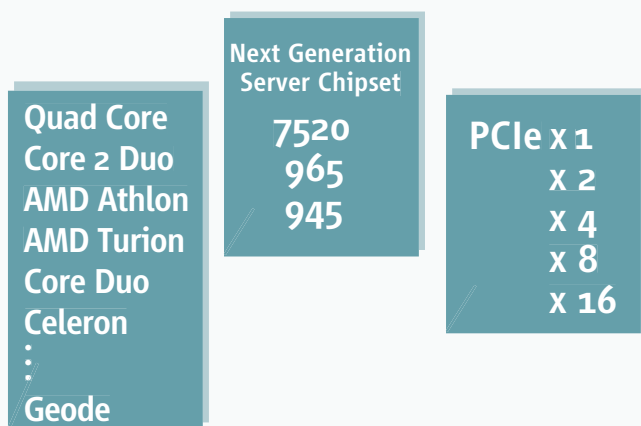 Quad Core
Core 2 Duo
AMD Athlon
AMD Turion
Core Duo
Celeron
⋮
Geode
Next Generation
Server Chipset
7520
965
945
PCIe x 1
x 2
x 4
x 8
x 16